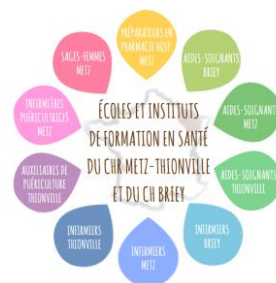 PRÉPARATEURS EN
PHARMACIE HOSP.
METZ
AIDES-SOIGNANTS
BRIEY
AIDES-SOIGNANTS
METZ
AIDES-SOIGNANTS
THIONVILLE
INFIRMIERS
BRIEY
INFIRMIERS
METZ
INFIRMIERS
THIONVILLE
AUXILIAIRES DE
PUÉRICULTURE
THIONVILLE
INFIRMIÈRES
PUÉRICULTRICES
METZ
SAGES-FEMMES
METZ
ÉCOLES ET INSTITUTS
DE FORMATION EN SANTÉ
DU CHR METZ-THIONVILLE
ET DU CH BRIEY